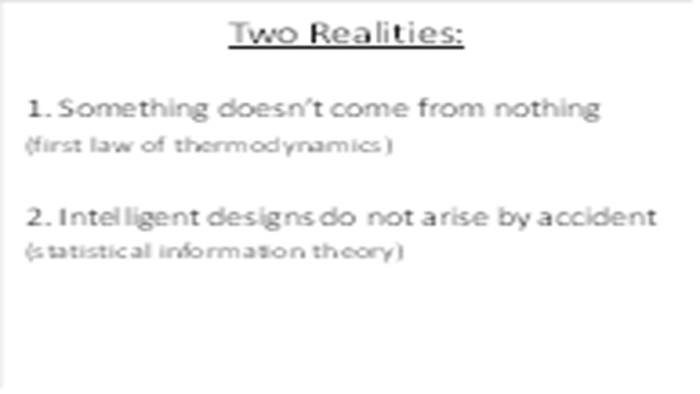 Two Realities:
1. Something doesn't come from nothing
(first law of thermodynamics)
2. Intelligent designs do not arise by accident
(statistical information theory)